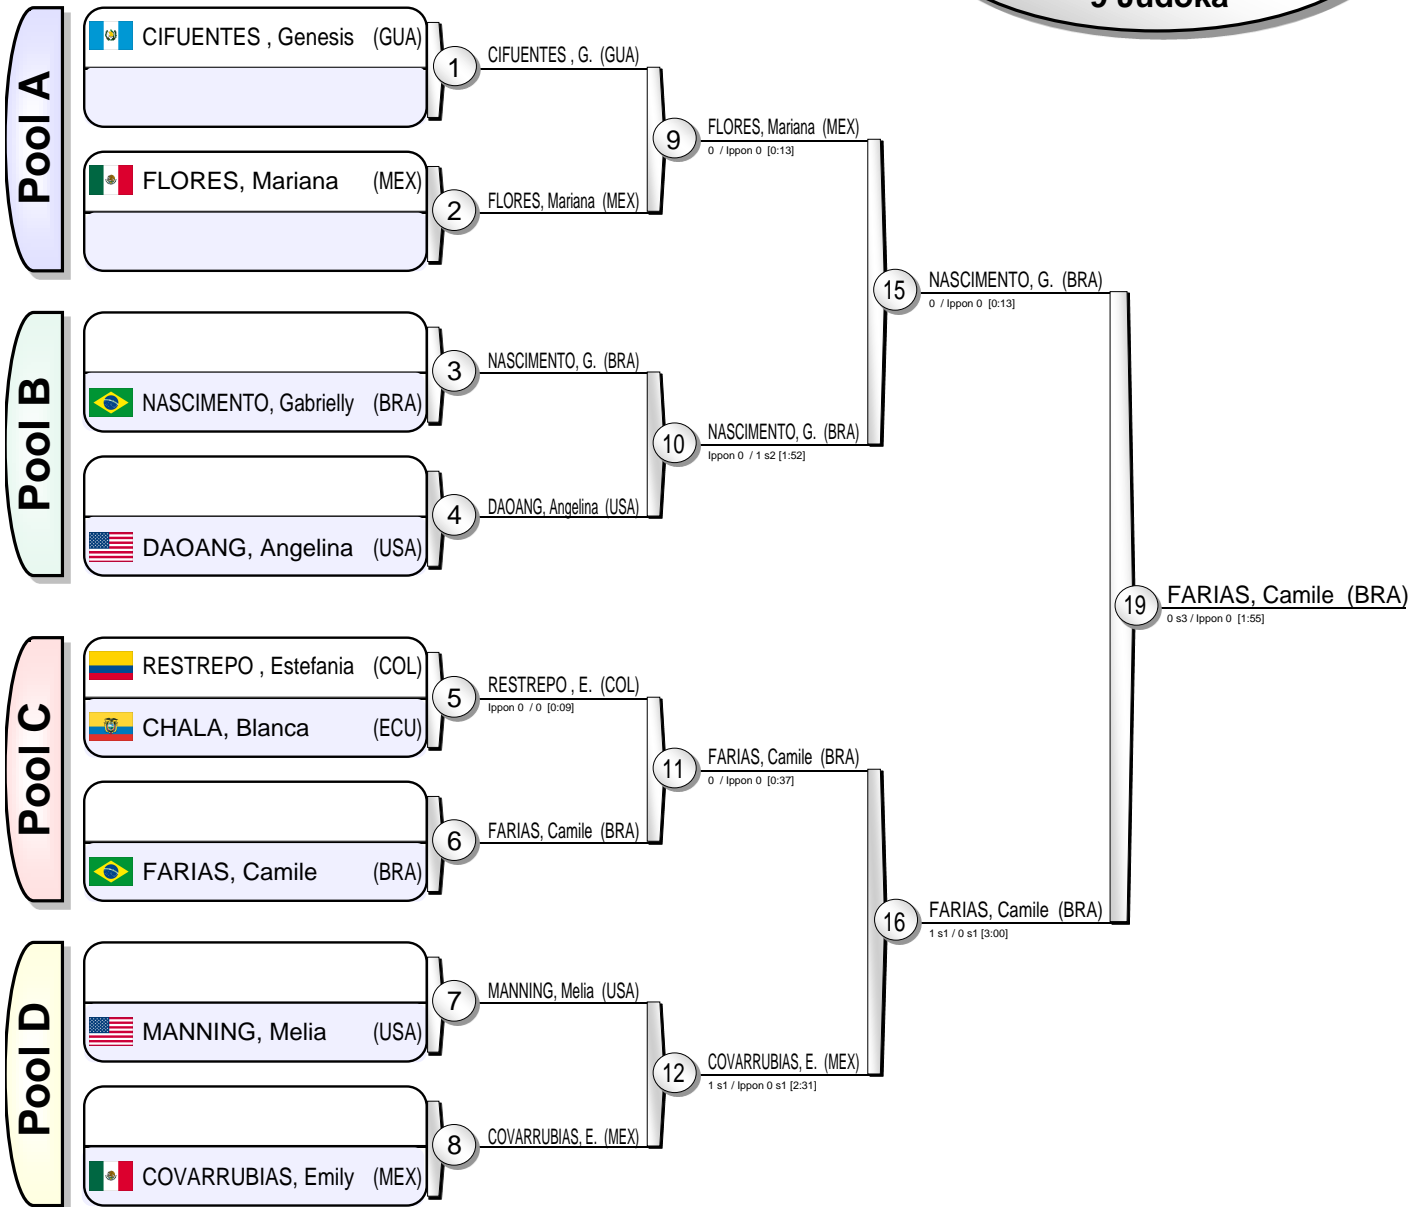 9 Judoka
Pool A
CIFUENTES , Genesis (GUA)
1
CIFUENTES , G. (GUA)
FLORES, Mariana (MEX)
2
FLORES, Mariana (MEX)
9
FLORES, Mariana (MEX)
0 / Ippon 0 [0:13]
Pool B
3
NASCIMENTO, Gabrielly (BRA)
NASCIMENTO, G. (BRA)
4
DAOANG, Angelina (USA)
DAOANG, Angelina (USA)
10
NASCIMENTO, G. (BRA)
Ippon 0 / 1 s2 [1:52]
15
NASCIMENTO, G. (BRA)
0 / Ippon 0 [0:13]
Pool C
RESTREPO , Estefania (COL)
CHALA, Blanca (ECU)
5
RESTREPO , E. (COL)
Ippon 0 / 0 [0:09]
6
FARIAS, Camile (BRA)
FARIAS, Camile (BRA)
11
FARIAS, Camile (BRA)
0 / Ippon 0 [0:37]
Pool D
7
MANNING, Melia (USA)
MANNING, Melia (USA)
8
COVARRUBIAS, Emily (MEX)
COVARRUBIAS, E. (MEX)
12
COVARRUBIAS, E. (MEX)
1 s1 / Ippon 0 s1 [2:31]
16
FARIAS, Camile (BRA)
1 s1 / 0 s1 [3:00]
19
FARIAS, Camile (BRA)
0 s3 / Ippon 0 [1:55]